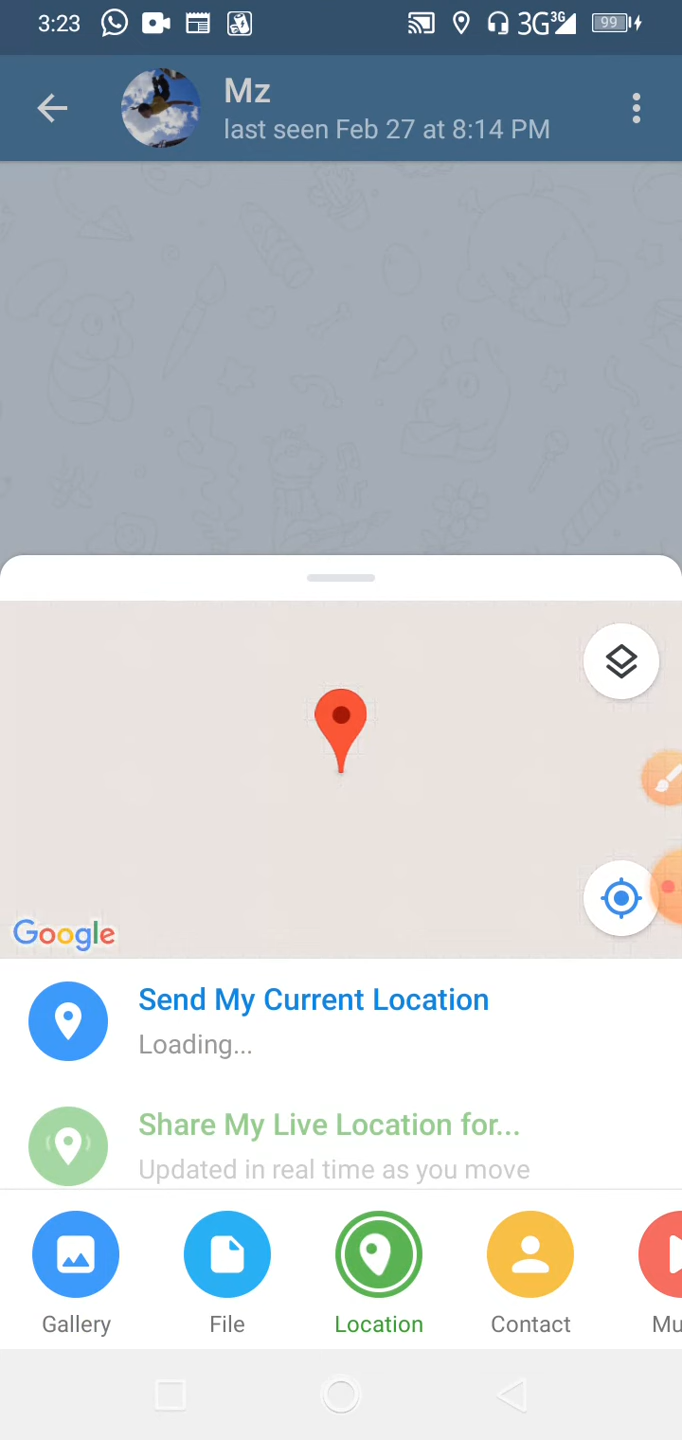 3:23
3G 3G 99
Mz
last seen Feb 27 at 8:14 PM
Google
Send My Current Location
Loading...
Share My Live Location for...
Updated in real time as you move
Gallery
File
Location
Contact
Mu